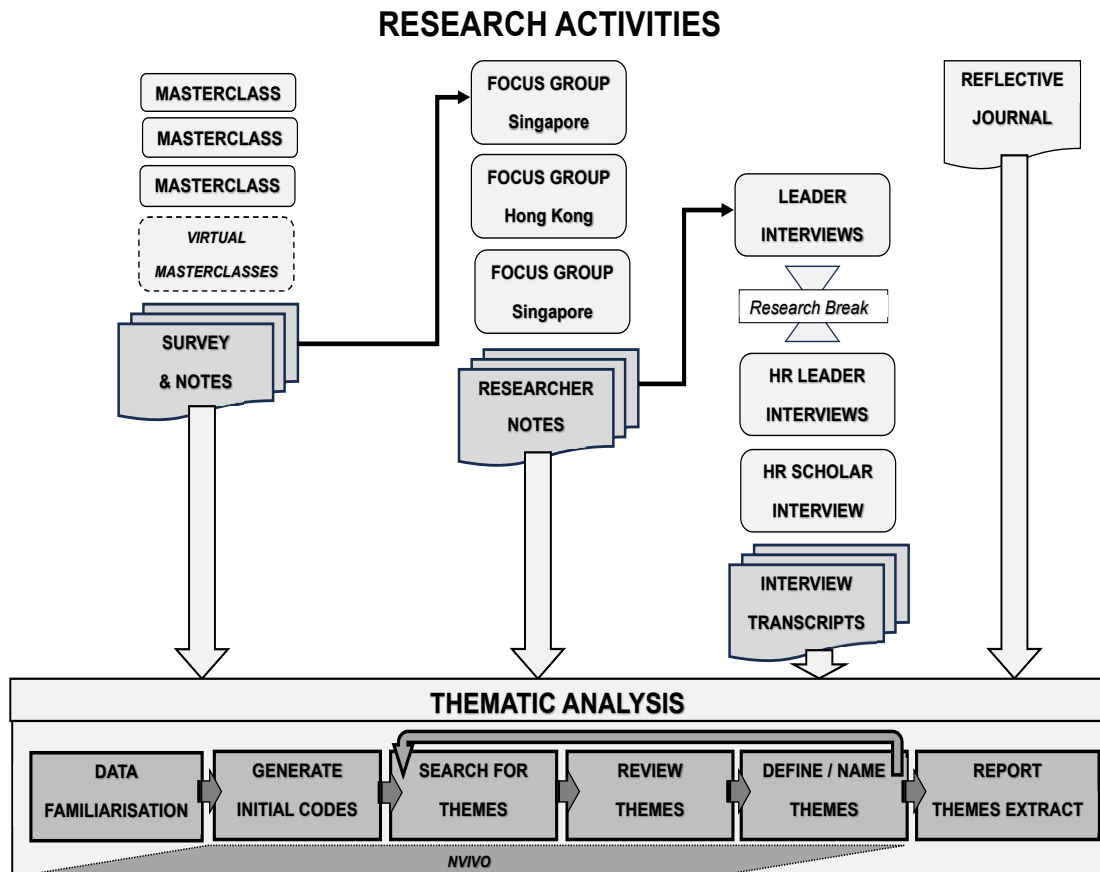 RESEARCH ACTIVITIES
MASTERCLASS
MASTERCLASS
MASTERCLASS
VIRTUAL
MASTERCLASSES
SURVEY
& NOTES
FOCUS GROUP
Singapore
FOCUS GROUP
Hong Kong
FOCUS GROUP
Singapore
RESEARCHER
NOTES
LEADER
INTERVIEWS
Research Break
HR LEADER
INTERVIEWS
HR SCHOLAR
INTERVIEW
INTERVIEW
TRANSCRIPTS
REFLECTIVE
JOURNAL
THEMATIC ANALYSIS
DATA
FAMILIARISATION
GENERATE
INITIAL CODES
SEARCH FOR
THEMES
REVIEW
THEMES
DEFINE / NAME
THEMES
REPORT
THEMES EXTRACT
NVIVO